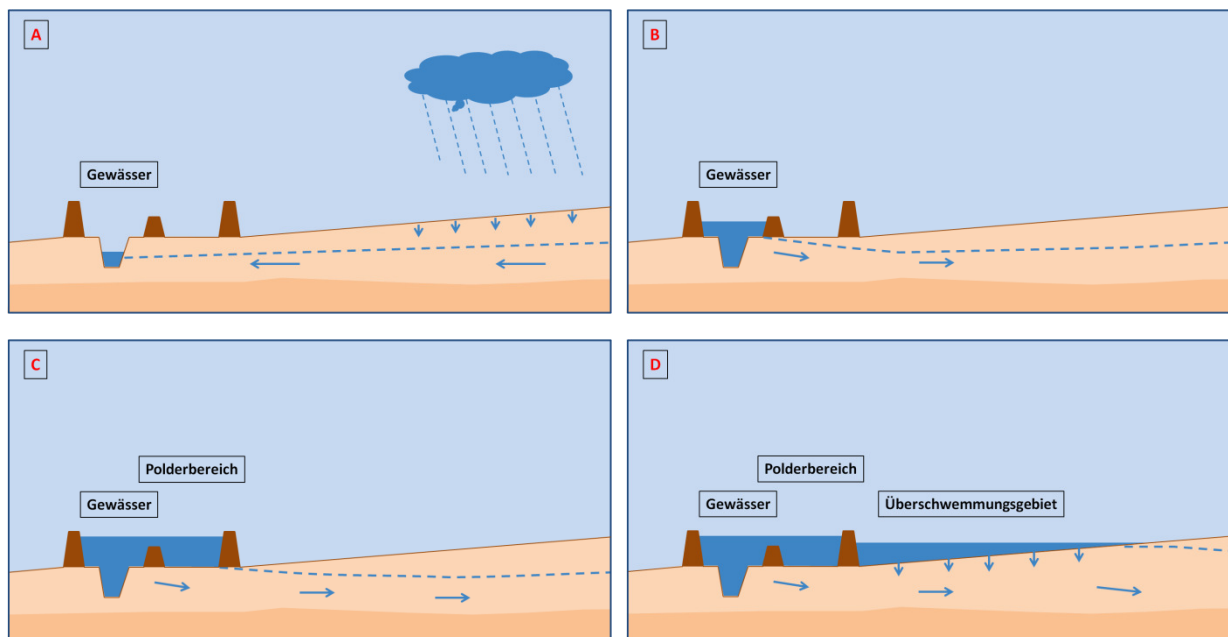 A
Gewässer
B
Gewässer
C
Polderbereich
Gewässer
D
Polderbereich
Gewässer
Überschwemmungsgebiet